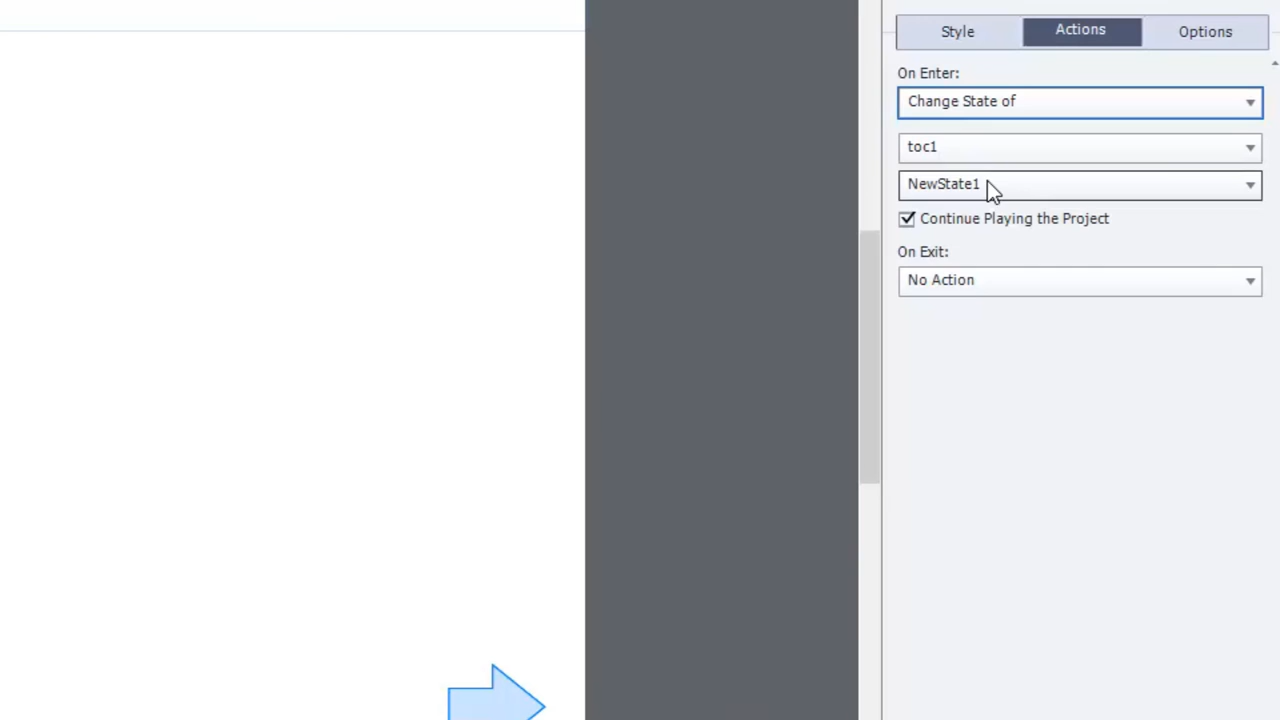 Style
Actions
Options
On Enter:
Change State of
toc1
NewState1
Continue Playing the Project
On Exit:
No Action